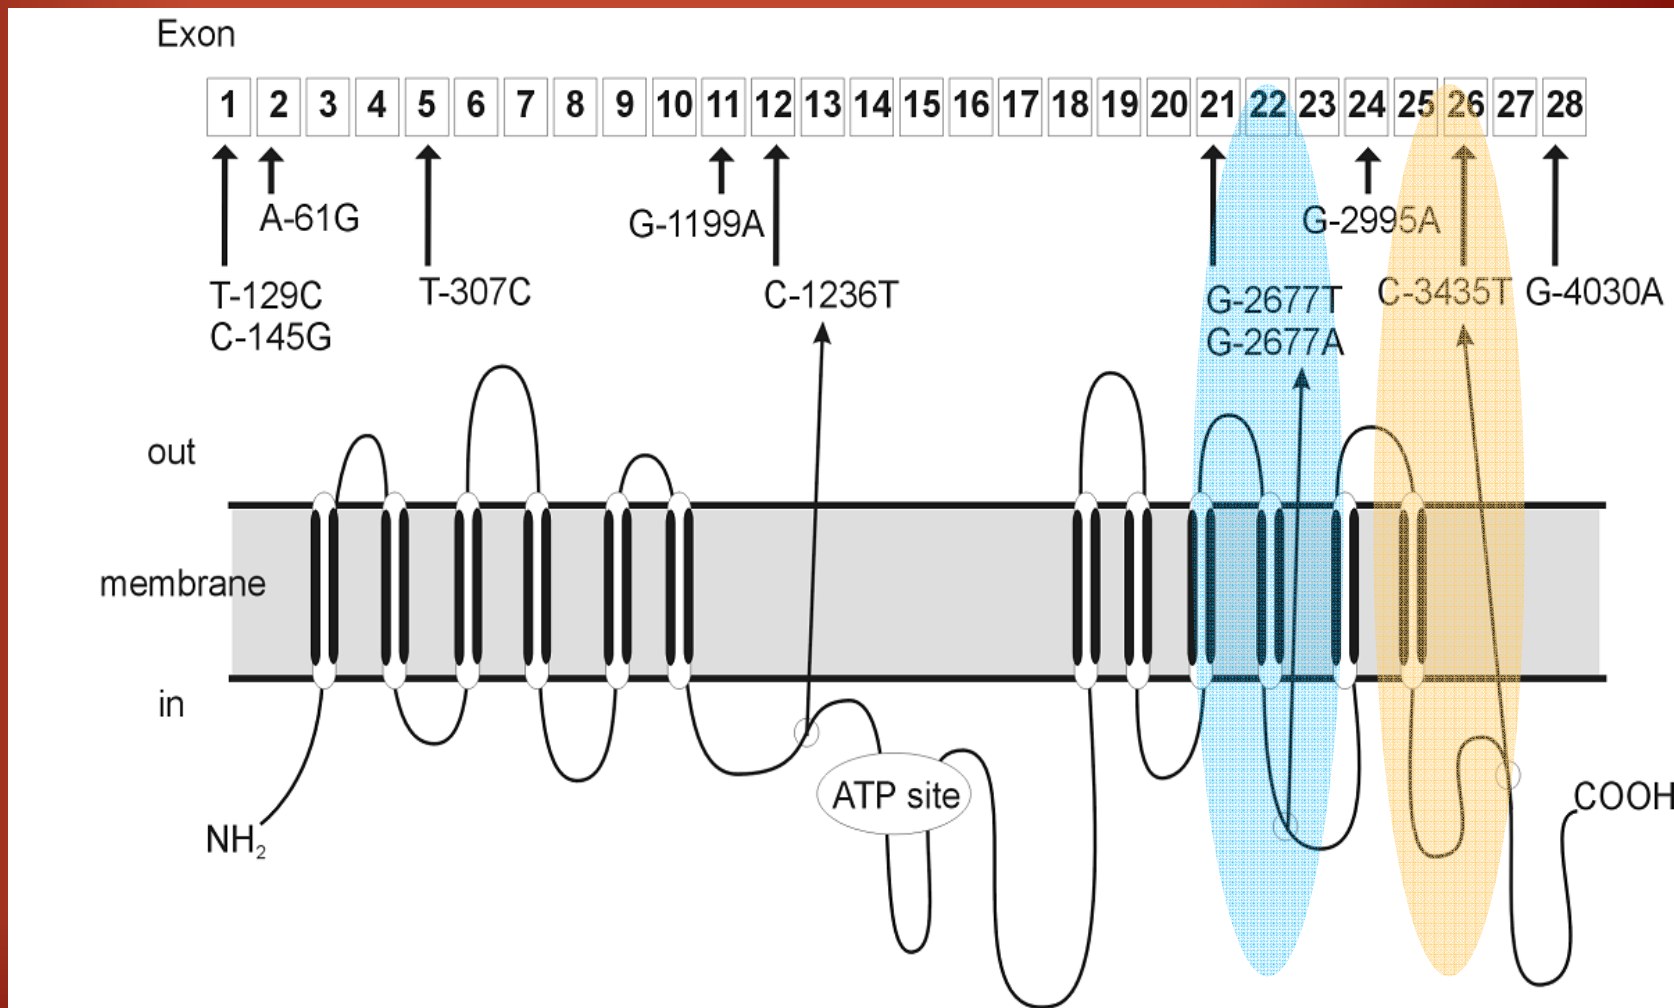 Exon
1 2 3 4 5 6 7 8 9 10 11 12 13 14 15 16 17 18 19 20 21 22 23 24 25 26 27 28
A-61G
G-1199A
G-2995A
T-129C
C-145G
T-307C
C-1236T
G-2677T
G-2677A
C-3435T
G-4030A
out
membrane
in
ATP site
NH₂
COOH